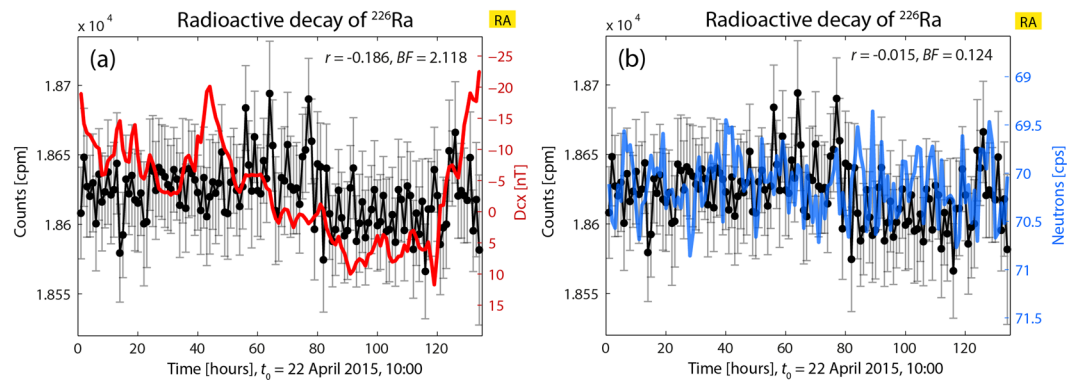 Radioactive decay of ²²⁶Ra
RA
x 10⁴
(a)
r = -0.186, BF = 2.118
1.87
1.865
1.86
1.855
Counts [cpm]
−25
−20
−15
−10
−5
0
5
10
15
Dcx [nT]
0 20 40 60 80 100 120
Time [hours], t₀ = 22 April 2015, 10:00
Radioactive decay of ²²⁶Ra
RA
x 10⁴
(b)
r = -0.015, BF = 0.124
1.87
1.865
1.86
1.855
Counts [cpm]
69
69.5
70
70.5
71
71.5
Neutrons [cps]
0 20 40 60 80 100 120
Time [hours], t₀ = 22 April 2015, 10:00